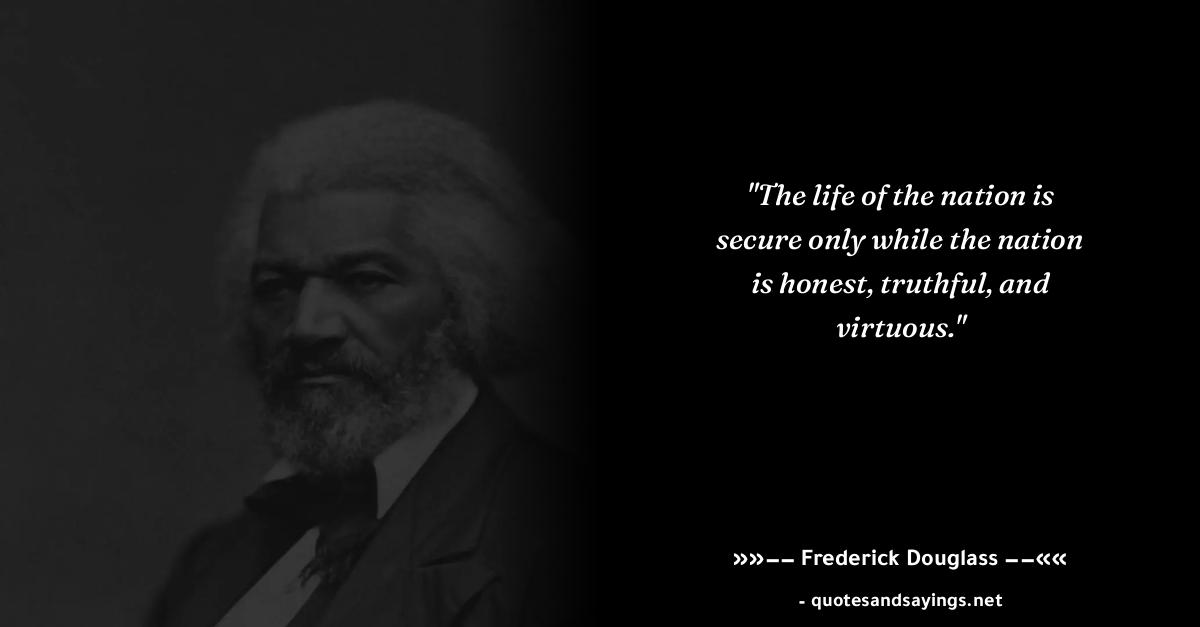 "The life of the nation is
secure only while the nation
is honest, truthful, and
virtuous."
»»–– Frederick Douglass ––««
- quotesandsayings.net